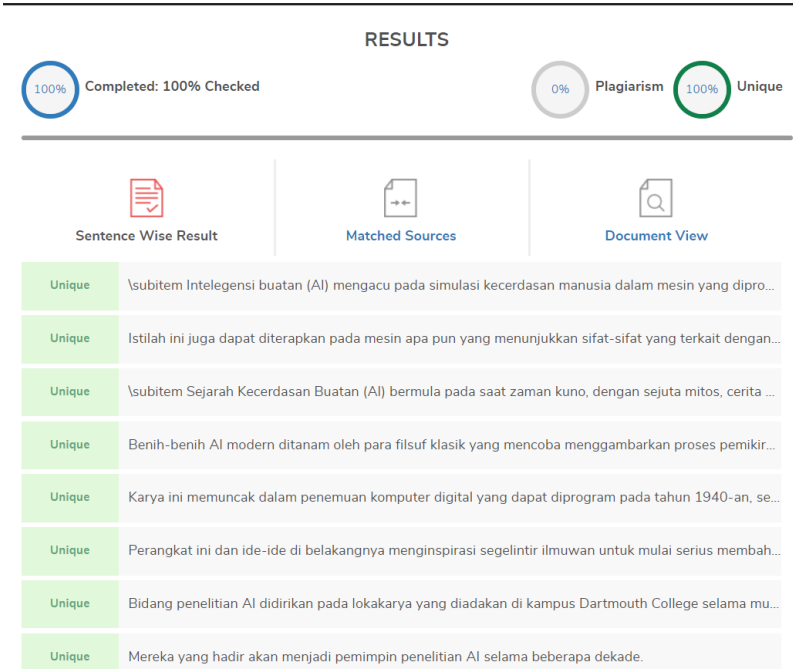 RESULTS
100% Completed: 100% Checked 0% Plagiarism 100% Unique
Sentence Wise Result Matched Sources Document View
Unique \subitem Intelegensi buatan (AI) mengacu pada simulasi kecerdasan manusia dalam mesin yang dipro...
Unique Istilah ini juga dapat diterapkan pada mesin apa pun yang menunjukkan sifat-sifat yang terkait dengan...
Unique \subitem Sejarah Kecerdasan Buatan (AI) bermula pada saat zaman kuno, dengan sejuta mitos, cerita ...
Unique Benih-benih AI modern ditanam oleh para filsuf klasik yang mencoba menggambarkan proses pemikir...
Unique Karya ini memuncak dalam penemuan komputer digital yang dapat diprogram pada tahun 1940-an, se...
Unique Perangkat ini dan ide-ide di belakangnya menginspirasi segelintir ilmuwan untuk mulai serius membah...
Unique Bidang penelitian AI didirikan pada lokakarya yang diadakan di kampus Dartmouth College selama mu...
Unique Mereka yang hadir akan menjadi pemimpin penelitian AI selama beberapa dekade.